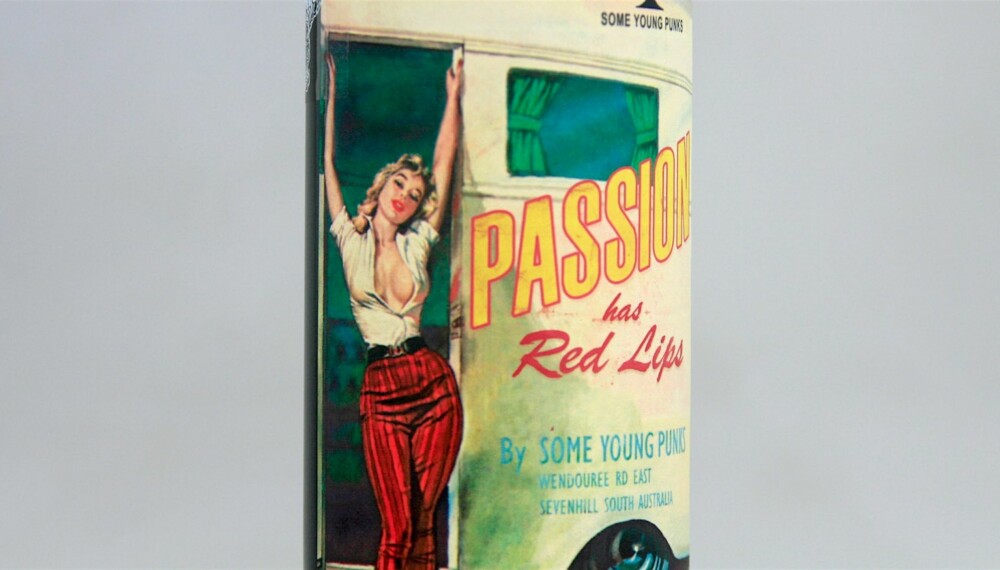 SOME YOUNG PUNKS
PASSION
has
Red Lips
By SOME YOUNG PUNKS
WENDOUREE RD EAST
SEVENHILL SOUTH AUSTRALIA